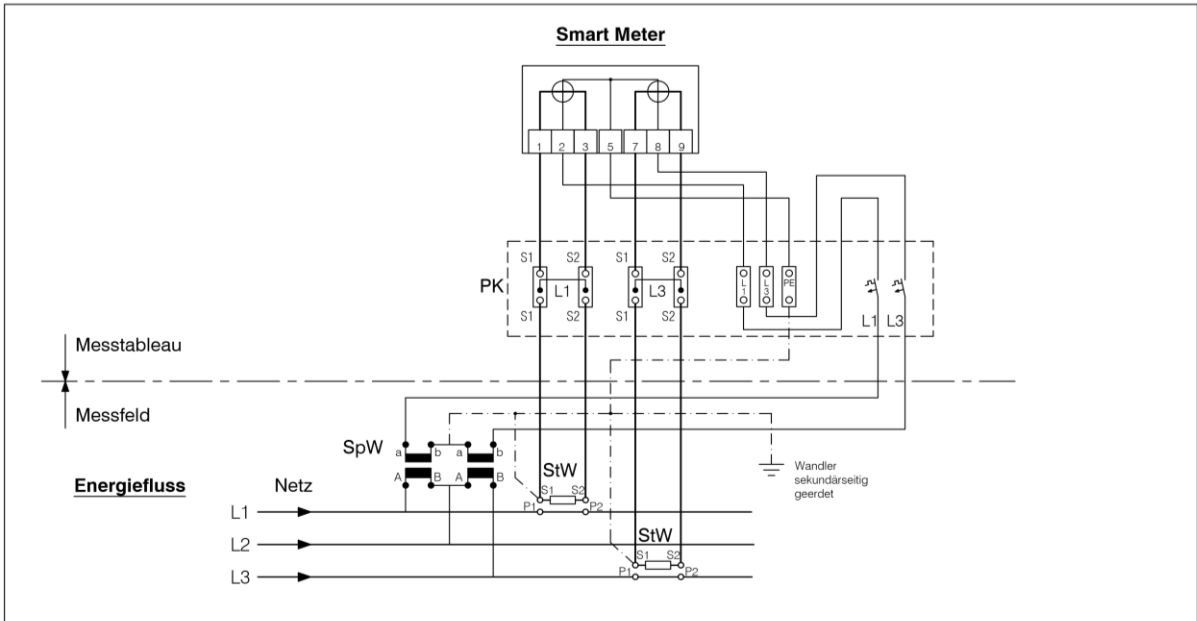 Smart Meter
1 2 3 5 7 8 9
S1 S2 S1 S2
PK L1 L3 L1 L3 PE
S1 S2 S1 S2 L1 L3
Messtableau
Messfeld
SpW a b a b
A B A B
StW
Wandler
sekundärseitig
geerdet
Energiefluss Netz
S1 S2
L1 P1 P2
StW
L2
S1 S2
L3 P1 P2